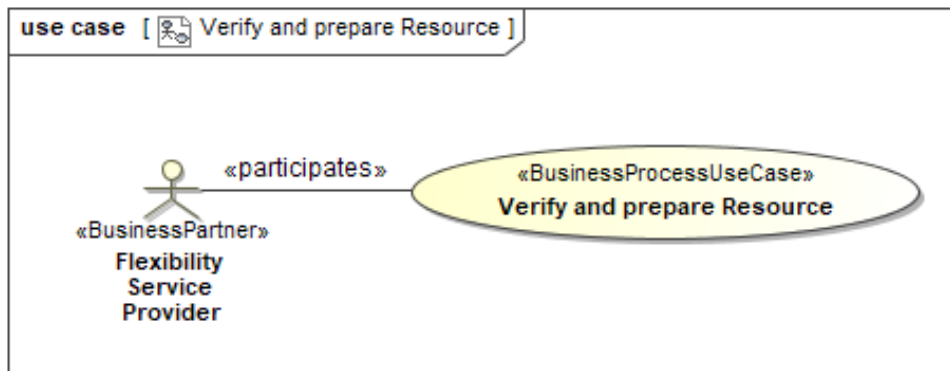 use case [ Verify and prepare Resource ]
«participates»
«BusinessProcessUseCase»
Verify and prepare Resource
«BusinessPartner»
Flexibility
Service
Provider